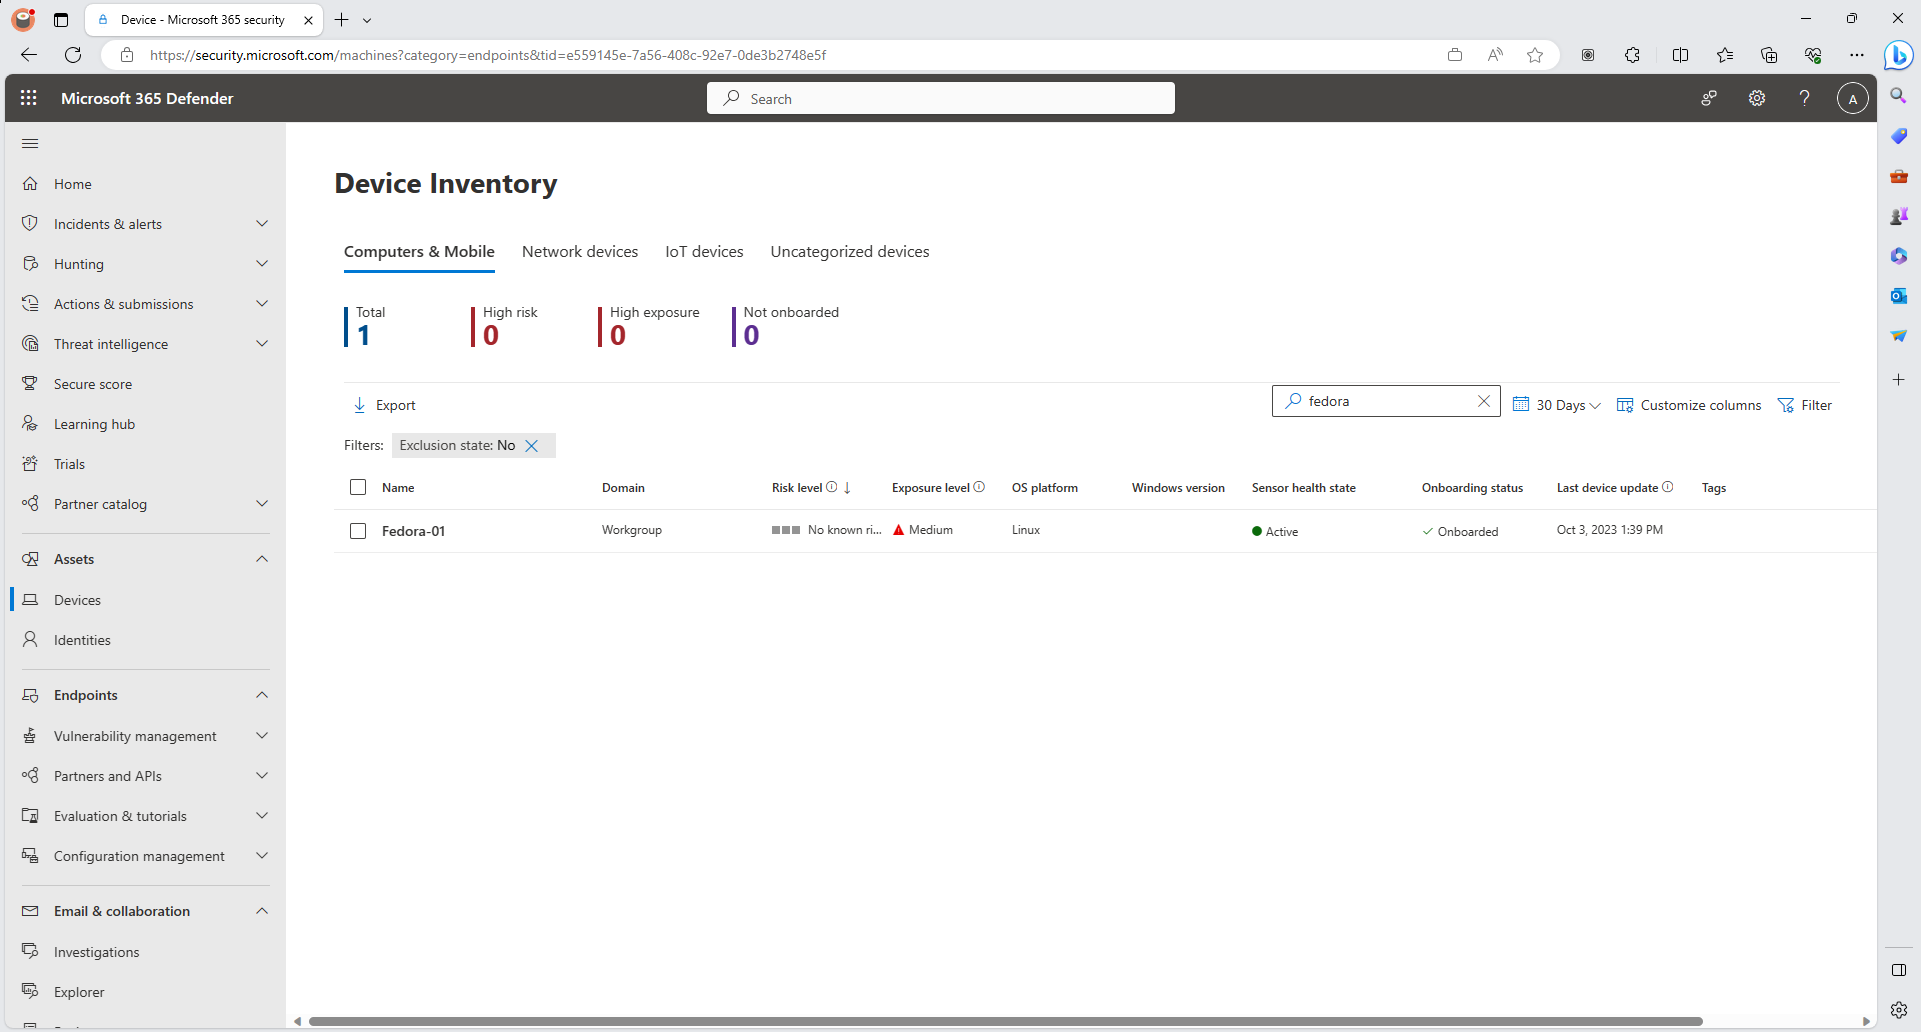 Device - Microsoft 365 security
https://security.microsoft.com/machines?category=endpoints&tid=e559145e-7a56-408c-92e7-0de3b2748e5f
Microsoft 365 Defender
Search
A
Home
Incidents & alerts
Hunting
Actions & submissions
Threat intelligence
Secure score
Learning hub
Trials
Partner catalog
Assets
Devices
Identities
Endpoints
Vulnerability management
Partners and APIs
Evaluation & tutorials
Configuration management
Email & collaboration
Investigations
Explorer
Device Inventory
Computers & Mobile Network devices IoT devices Uncategorized devices
Total High risk High exposure Not onboarded
1 0 0 0
Export fedora 30 Days Customize columns Filter
Filters: Exclusion state: No
Name Domain Risk level Exposure level OS platform Windows version Sensor health state Onboarding status Last device update Tags
Fedora-01 Workgroup No known ri... Medium Linux Active Onboarded Oct 3, 2023 1:39 PM